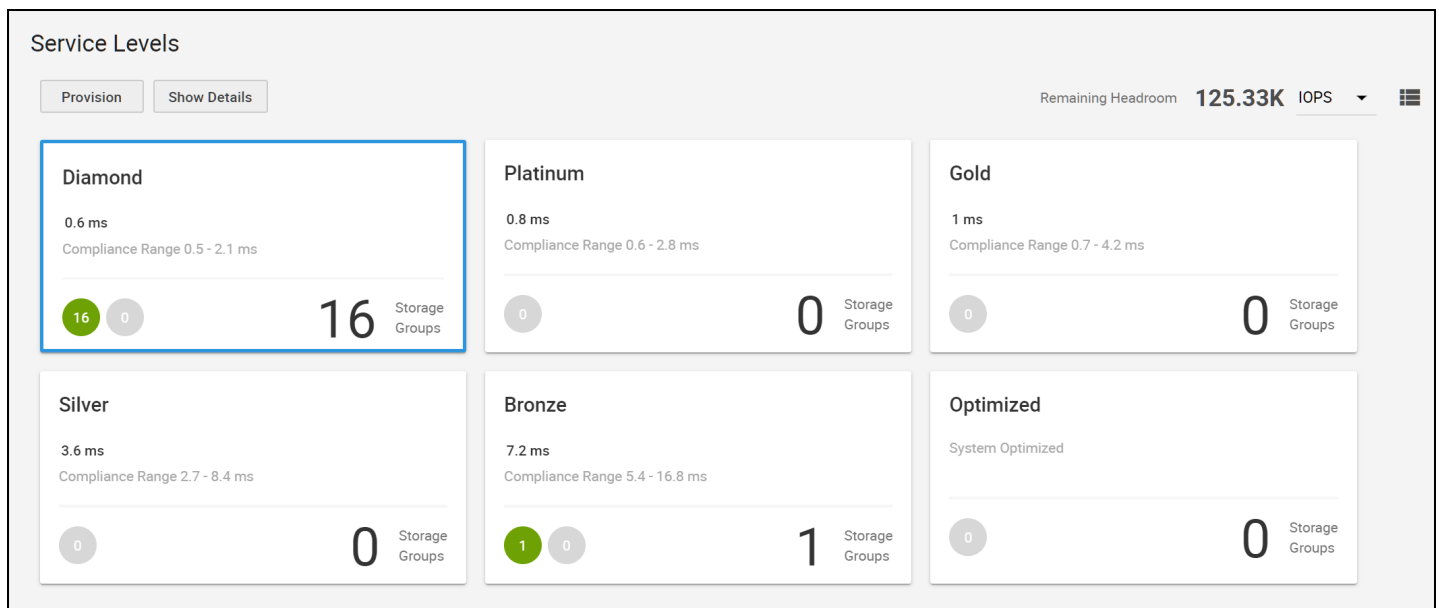 Service Levels
Provision Show Details Remaining Headroom 125.33K IOPS
Diamond
0.6 ms
Compliance Range 0.5 - 2.1 ms
16 0 16 Storage Groups
Platinum
0.8 ms
Compliance Range 0.6 - 2.8 ms
0 0 Storage Groups
Gold
1 ms
Compliance Range 0.7 - 4.2 ms
0 0 Storage Groups
Silver
3.6 ms
Compliance Range 2.7 - 8.4 ms
0 0 Storage Groups
Bronze
7.2 ms
Compliance Range 5.4 - 16.8 ms
1 0 1 Storage Groups
Optimized
System Optimized
0 0 Storage Groups